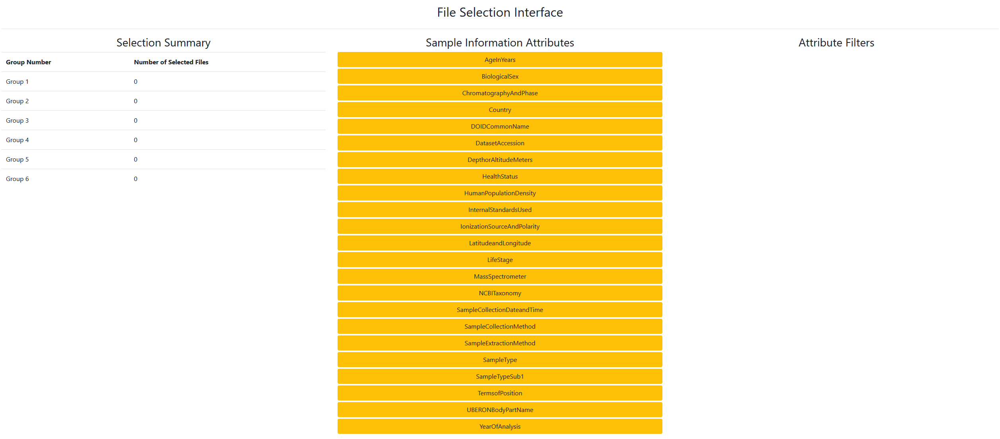 File Selection Interface
Selection Summary
Group Number Number of Selected Files
Group 1 0
Group 2 0
Group 3 0
Group 4 0
Group 5 0
Group 6 0
Sample Information Attributes
AgeInYears
BiologicalSex
ChromatographyAndPhase
Country
DOIDCommonName
DatasetAccession
DepthorAltitudeMeters
HealthStatus
HumanPopulationDensity
InternalStandardsUsed
IonizationSourceAndPolarity
LatitudeandLongitude
LifeStage
MassSpectrometer
NCBITaxonomy
SampleCollectionDateandTime
SampleCollectionMethod
SampleExtractionMethod
SampleType
SampleTypeSub1
TermsofPosition
UBERONBodyPartName
YearOfAnalysis
Attribute Filters